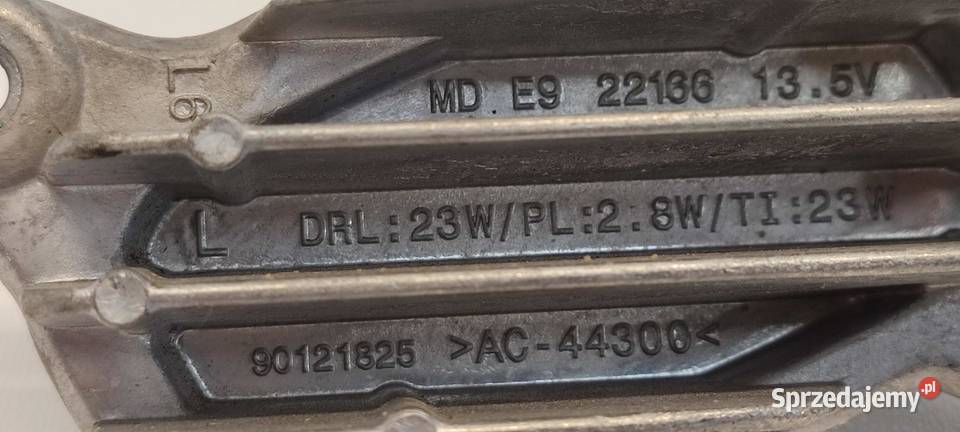 L6
MD E9 22166 13.5V
L DRL:23W/PL:2.8W/TI:23W
90121825 >AC-44300<
Sprzedajemy.pl